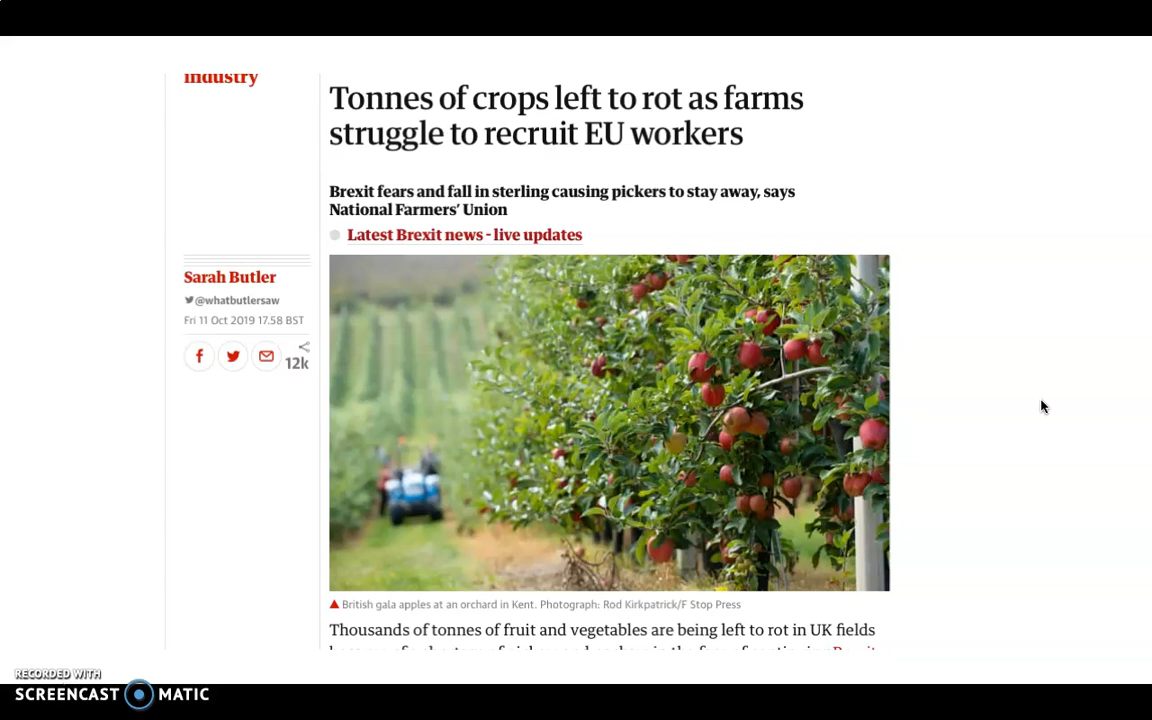 industry
Tonnes of crops left to rot as farms
struggle to recruit EU workers
Brexit fears and fall in sterling causing pickers to stay away, says
National Farmers' Union
Latest Brexit news - live updates
Sarah Butler
@whatbutlersaw
Fri 11 Oct 2019 17.58 BST
12k
British gala apples at an orchard in Kent. Photograph: Rod Kirkpatrick/F Stop Press
Thousands of tonnes of fruit and vegetables are being left to rot in UK fields
RECORDED WITH
SCREENCAST MATIC